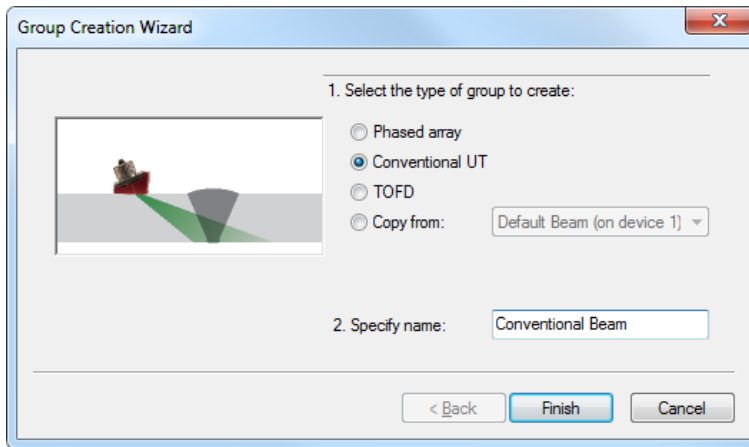 Group Creation Wizard
X
1. Select the type of group to create:
Phased array
Conventional UT
TOFD
Copy from: Default Beam (on device 1)
2. Specify name: Conventional Beam
< Back Finish Cancel